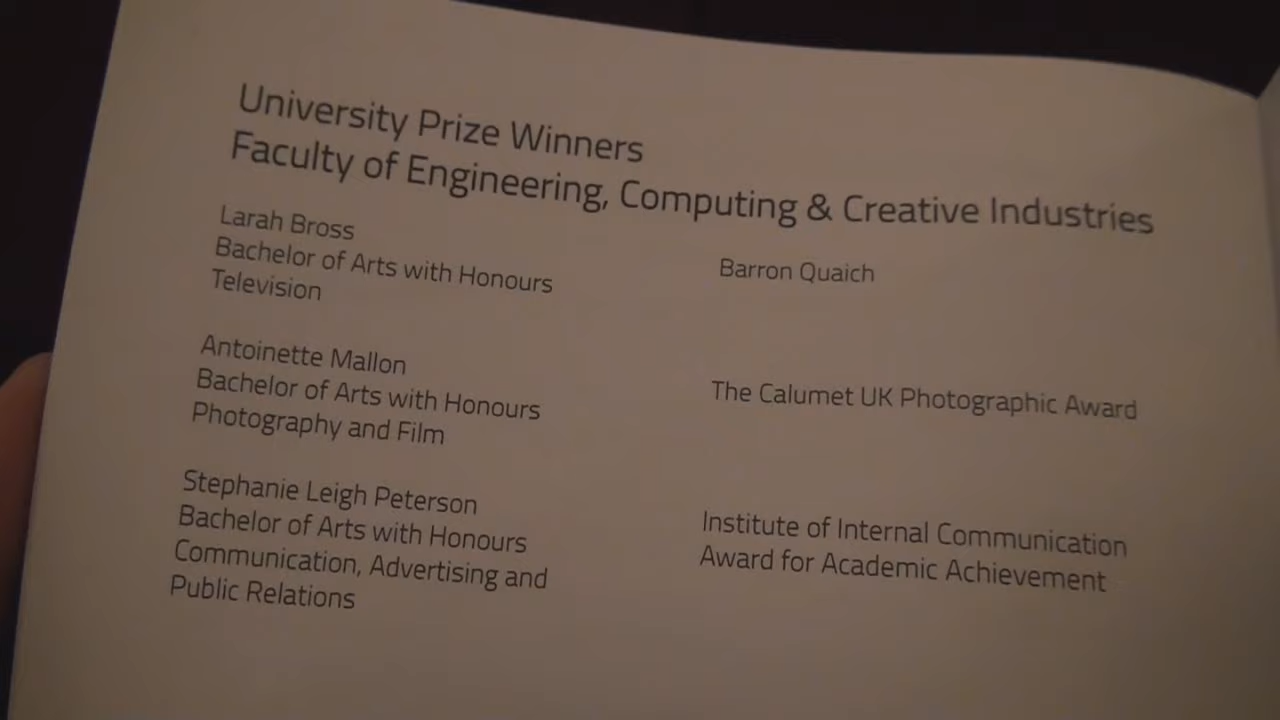 University Prize Winners
Faculty of Engineering, Computing & Creative Industries
Larah Bross
Bachelor of Arts with Honours
Television
Barron Quaich
Antoinette Mallon
Bachelor of Arts with Honours
Photography and Film
The Calumet UK Photographic Award
Stephanie Leigh Peterson
Bachelor of Arts with Honours
Communication, Advertising and
Public Relations
Institute of Internal Communication
Award for Academic Achievement